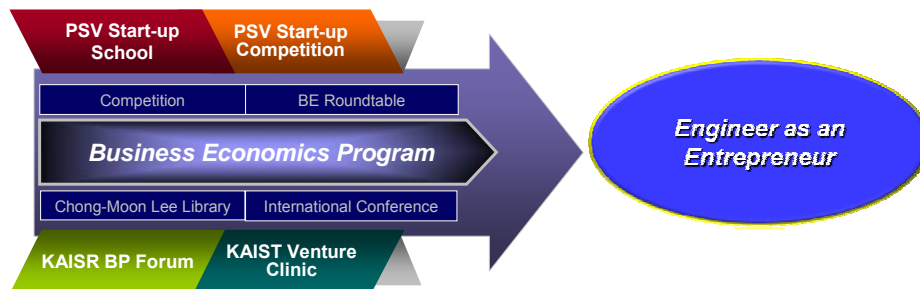 PSV Start-up
School
PSV Start-up
Competition
Competition
BE Roundtable
Business Economics Program
Engineer as an
Entrepreneur
Chong-Moon Lee Library
International Conference
KAISR BP Forum
KAIST Venture
Clinic